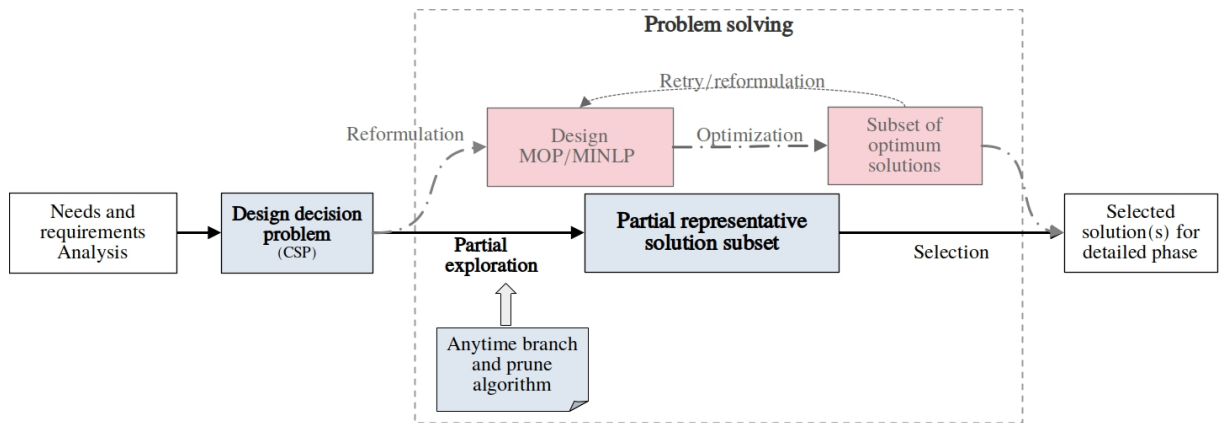 Problem solving
Retry/reformulation
Reformulation
Design
MOP/MINLP
Optimization
Subset of
optimum
solutions
Needs and
requirements
Analysis
Design decision
problem
(CSP)
Partial
exploration
Partial representative
solution subset
Selection
Selected
solution(s) for
detailed phase
Anytime branch
and prune
algorithm